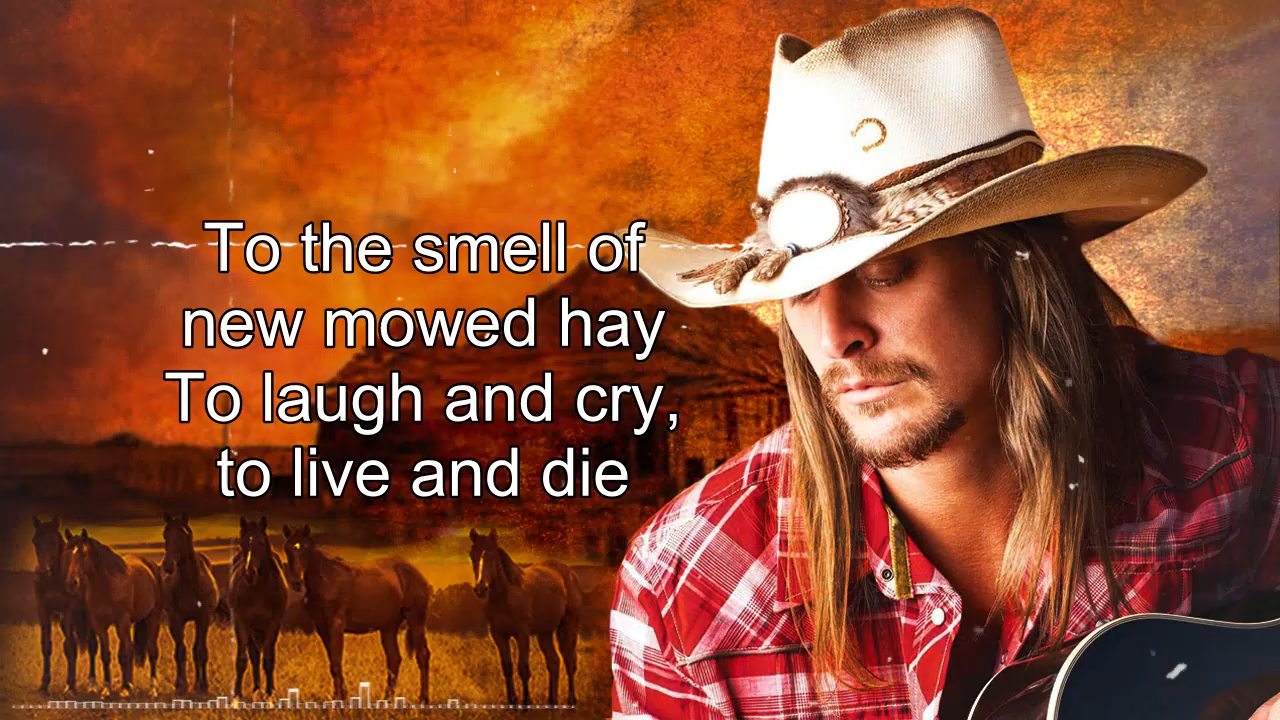 To the smell of
new mowed hay
To laugh and cry,
to live and die